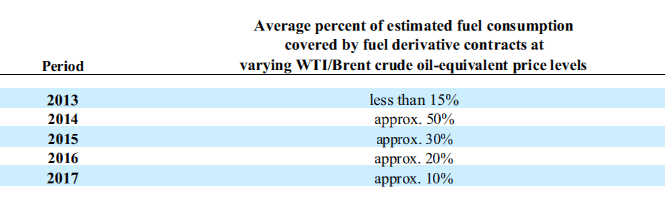 Average percent of estimated fuel consumption
covered by fuel derivative contracts at
Period varying WTI/Brent crude oil-equivalent price levels
2013 less than 15%
2014 approx. 50%
2015 approx. 30%
2016 approx. 20%
2017 approx. 10%